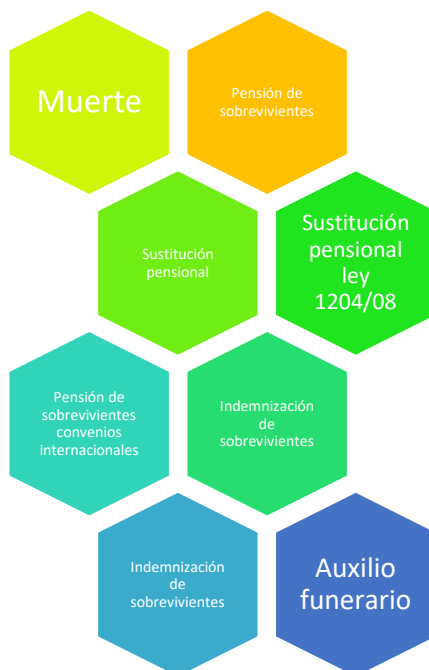 Muerte
Pensión de
sobrevivientes
Sustitución
pensional
Sustitución
pensional
ley
1204/08
Pensión de
sobrevivientes
convenios
internacionales
Indemnización
de
sobrevivientes
Indemnización
de
sobrevivientes
Auxilio
funerario